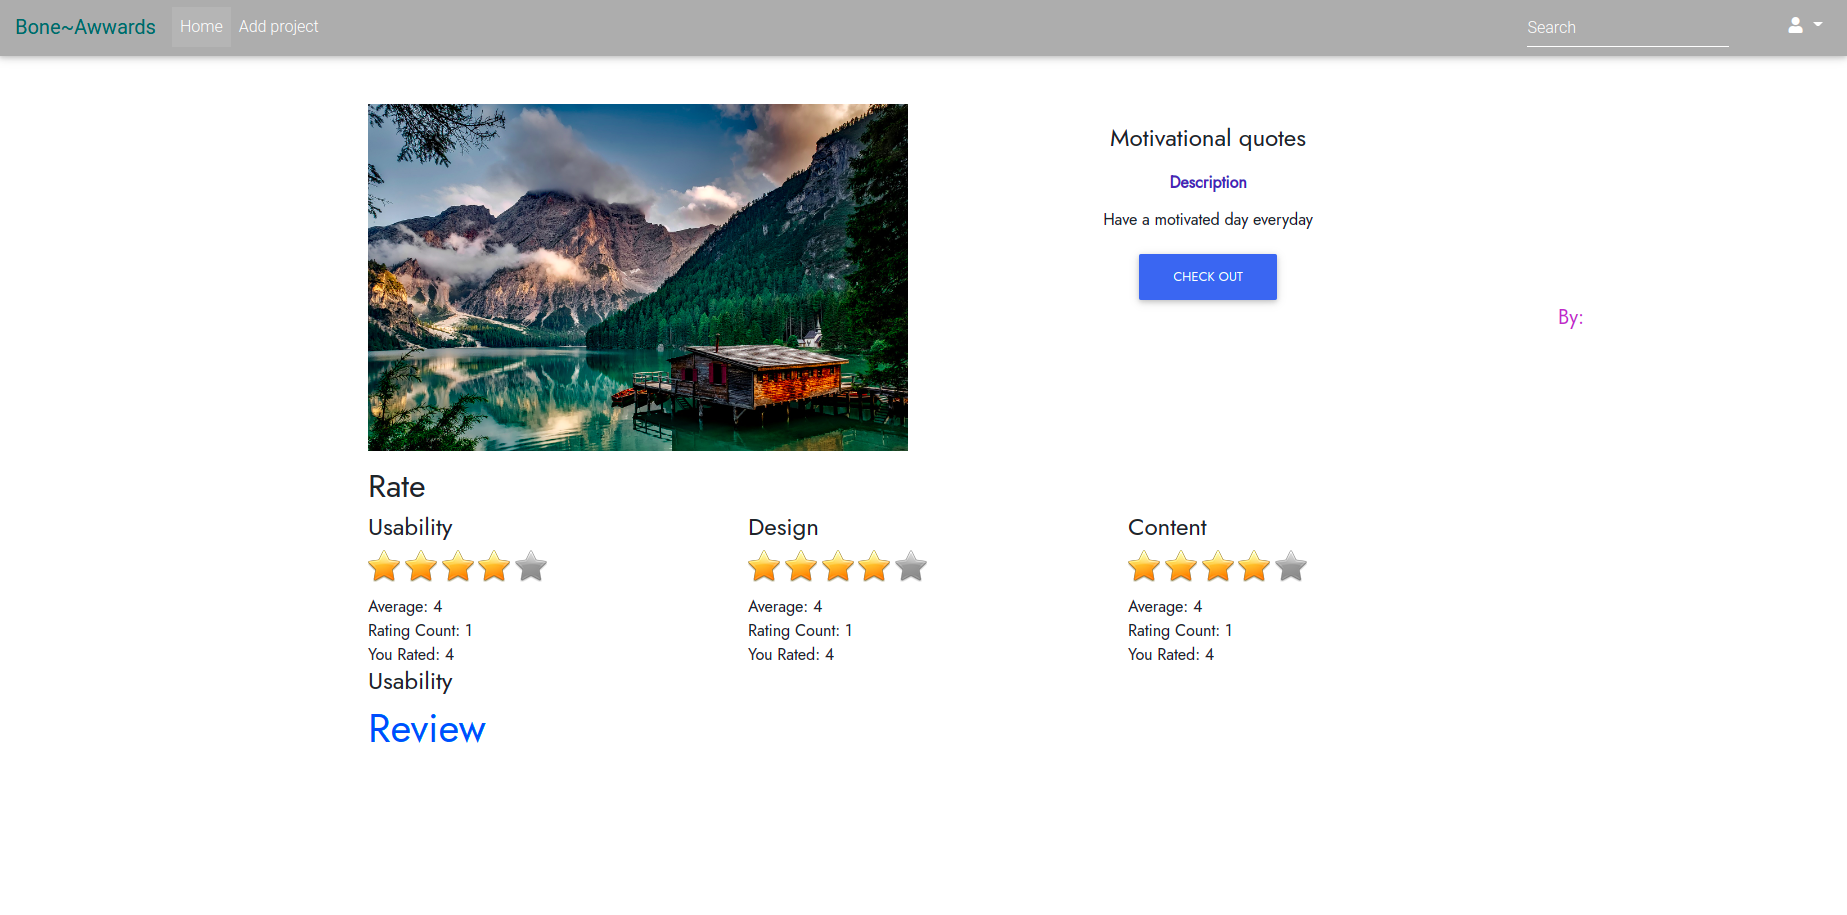 Bone~Awwards Home Add project Search
Motivational quotes
Description
Have a motivated day everyday
CHECK OUT
By:
Rate
Usability Design Content
Average: 4 Average: 4 Average: 4
Rating Count: 1 Rating Count: 1 Rating Count: 1
You Rated: 4 You Rated: 4 You Rated: 4
Usability
Review